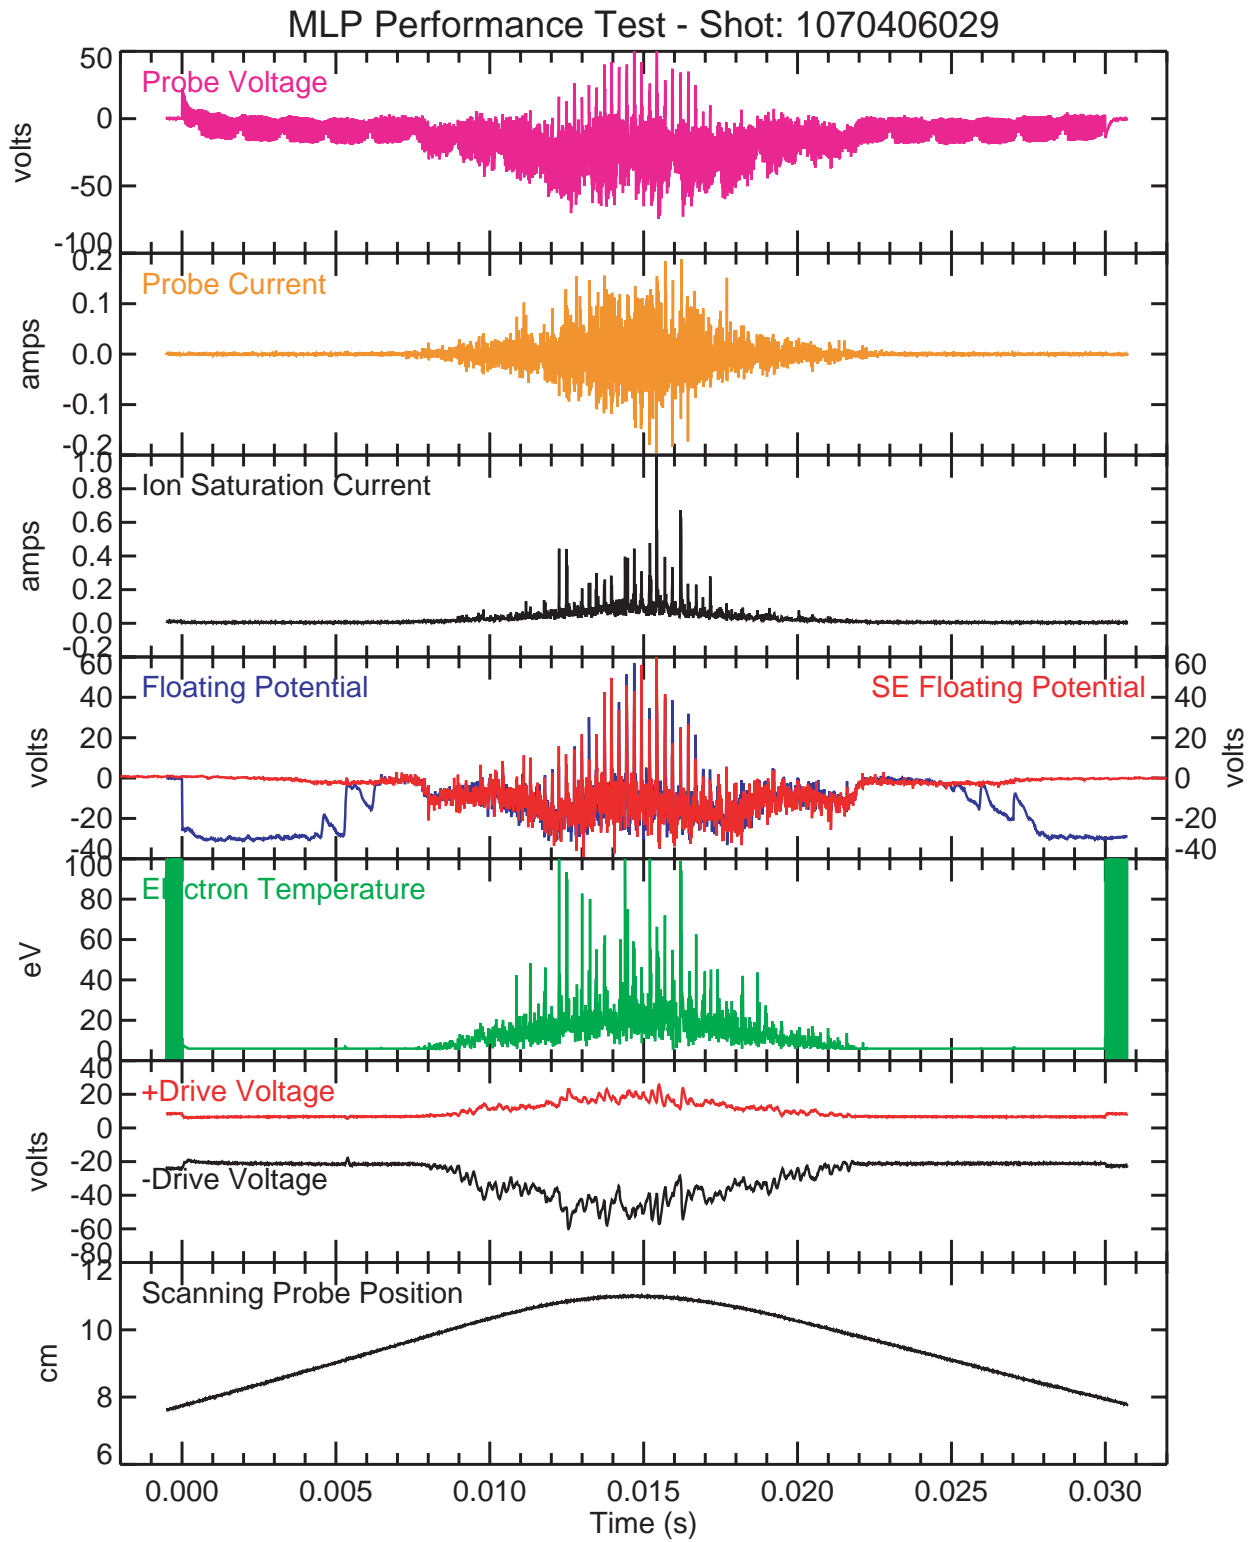 MLP Performance Test - Shot: 1070406029
Probe Voltage
volts
50
0
-50
-100
Probe Current
amps
0.2
0.1
0.0
-0.1
-0.2
Ion Saturation Current
amps
1.0
0.8
0.6
0.4
0.2
0.0
-0.2
Floating Potential
SE Floating Potential
volts
60
40
20
0
-20
-40
60
40
20
0
-20
-40
volts
Electron Temperature
eV
100
80
60
40
20
0
+Drive Voltage
-Drive Voltage
volts
40
20
0
-20
-40
-60
-80
Scanning Probe Position
cm
12
10
8
6
0.000 0.005 0.010 0.015 0.020 0.025 0.030
Time (s)